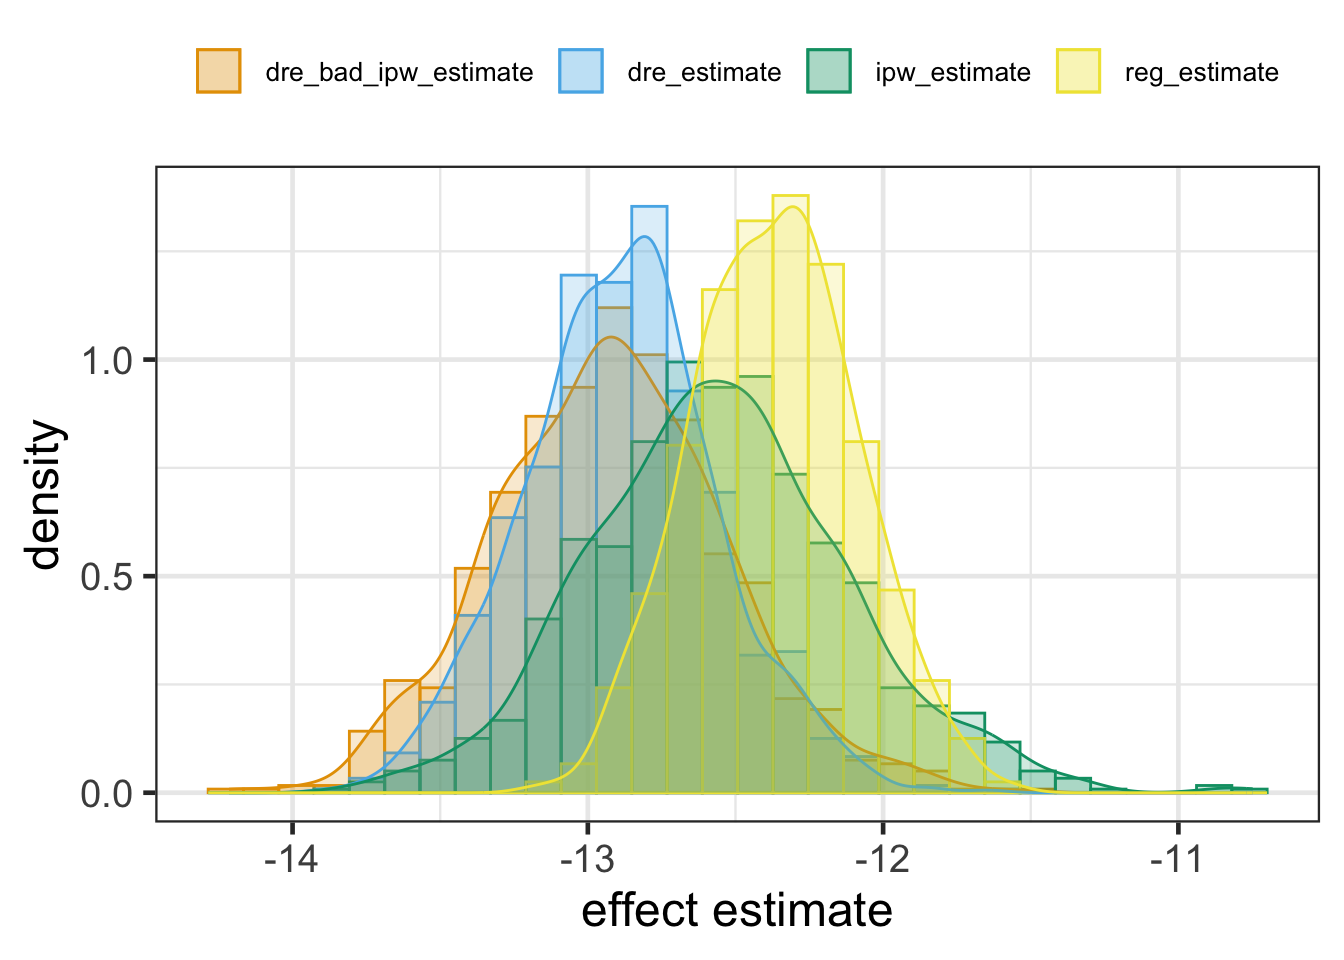 dre_bad_ipw_estimate dre_estimate ipw_estimate reg_estimate
density
1.0
0.5
0.0
-14 -13 -12 -11
effect estimate